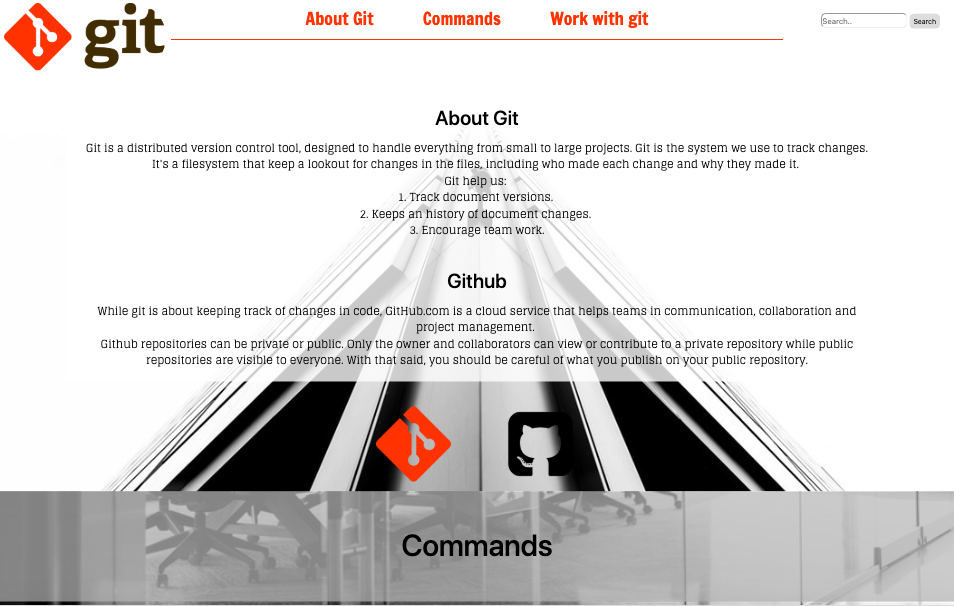 git
About Git
Commands
Work with git
Search..
Search
About Git
Git is a distributed version control tool, designed to handle everything from small to large projects. Git is the system we use to track changes.
It's a filesystem that keep a lookout for changes in the files, including who made each change and why they made it.
Git help us:
1. Track document versions.
2. Keeps an history of document changes.
3. Encourage team work.
Github
While git is about keeping track of changes in code, GitHub.com is a cloud service that helps teams in communication, collaboration and
project management.
Github repositories can be private or public. Only the owner and collaborators can view or contribute to a private repository while public
repositories are visible to everyone. With that said, you should be careful of what you publish on your public repository.
Commands